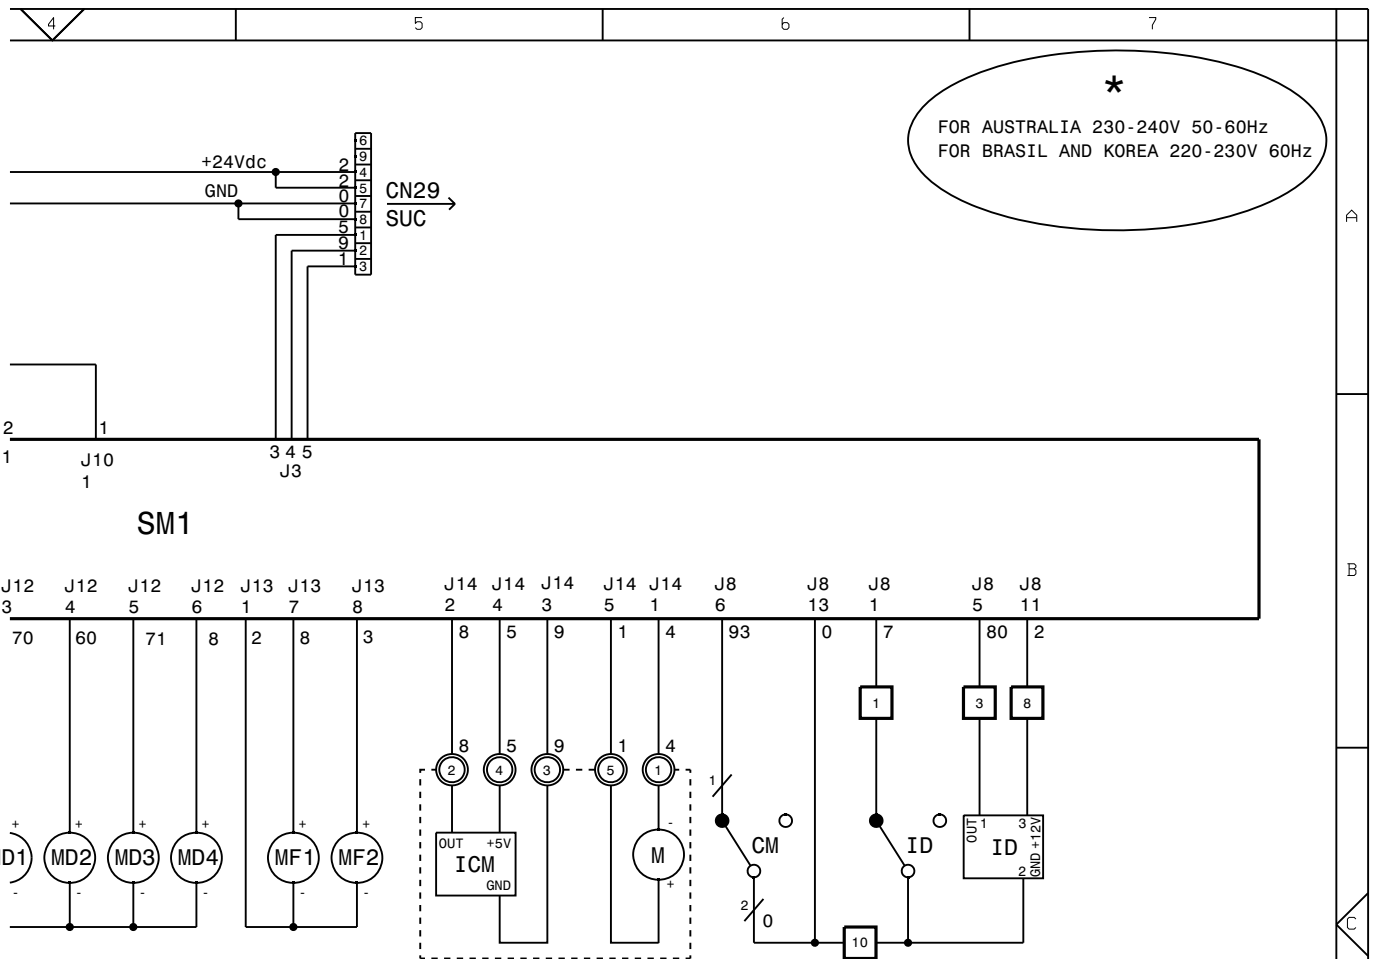 4 5 6 7
*
FOR AUSTRALIA 230-240V 50-60Hz
FOR BRASIL AND KOREA 220-230V 60Hz
6
9
+24Vdc 2 4
2 5
GND 0 7
0 8
5 1
9 2
1 3
CN29
SUC
A
2 1
1 J10 3 4 5
1 J3
SM1
B
J12 J12 J12 J12 J13 J13 J13 J14 J14 J14 J14 J14 J8 J8 J8 J8 J8
3 4 5 6 1 7 8 2 4 3 5 1 6 13 1 5 11
70 60 71 8 2 8 3 8 5 9 1 4 93 0 7 80 2
1 3 8
8 5 9 1 4
2 4 3 5 1
1
+ + + + + + -
OUT 1 3 +12V
D1 MD2 MD3 MD4 MF1 MF2
OUT +5V
ICM
GND
M
CM
ID
ID
2 GND
- - - - - - +
2
0
10
C